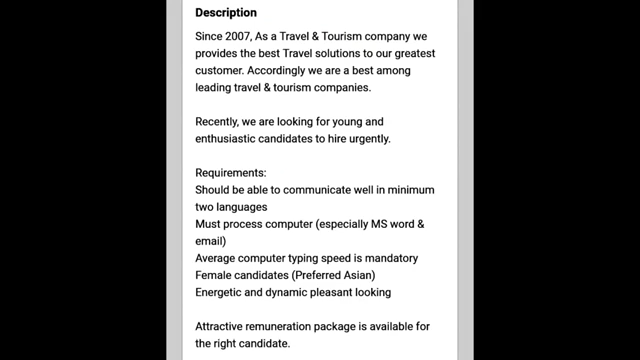 Description
Since 2007, As a Travel & Tourism company we
provides the best Travel solutions to our greatest
customer. Accordingly we are a best among
leading travel & tourism companies.
Recently, we are looking for young and
enthusiastic candidates to hire urgently.
Requirements:
Should be able to communicate well in minimum
two languages
Must process computer (especially MS word &
email)
Average computer typing speed is mandatory
Female candidates (Preferred Asian)
Energetic and dynamic pleasant looking
Attractive remuneration package is available for
the right candidate.